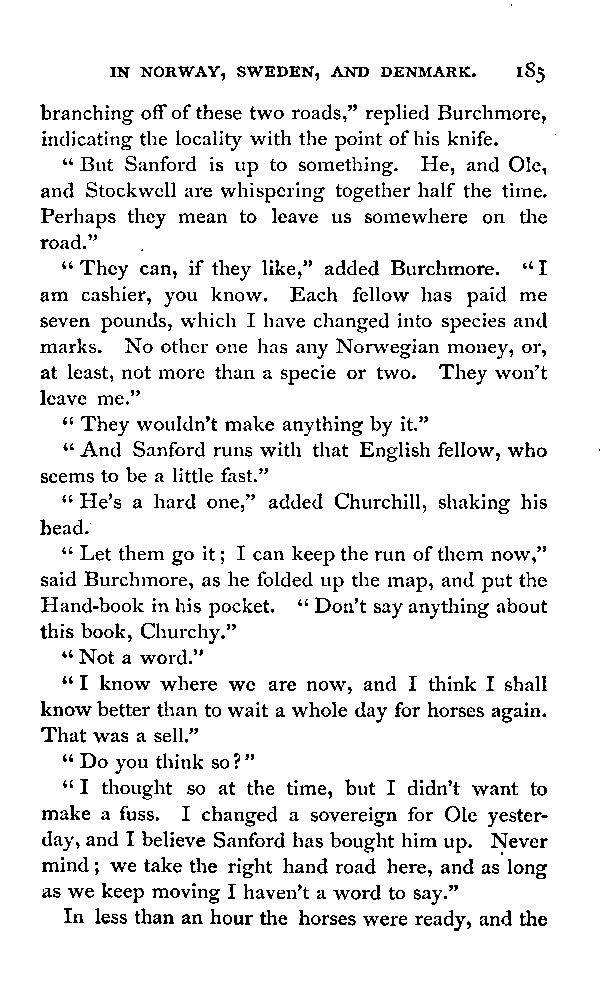 IN NORWAY, SWEDEN, AND DENMARK. 185
branching off of these two roads,” replied Burchmore,
indicating the locality with the point of his knife.
“But Sanford is up to something. He, and Ole,
and Stockwell are whispering together half the time.
Perhaps they mean to leave us somewhere on the
road.”
“They can, if they like,” added Burchmore. “I
am cashier, you know. Each fellow has paid me
seven pounds, which I have changed into species and
marks. No other one has any Norwegian money, or,
at least, not more than a specie or two. They won’t
leave me.”
“They wouldn’t make anything by it.”
“And Sanford runs with that English fellow, who
seems to be a little fast.”
“He’s a hard one,” added Churchill, shaking his
head.
“Let them go it; I can keep the run of them now,”
said Burchmore, as he folded up the map, and put the
Hand-book in his pocket. “Don’t say anything about
this book, Churchy.”
“Not a word.”
“I know where we are now, and I think I shall
know better than to wait a whole day for horses again.
That was a sell.”
“Do you think so?”
“I thought so at the time, but I didn’t want to
make a fuss. I changed a sovereign for Ole yester-
day, and I believe Sanford has bought him up. Never
mind; we take the right hand road here, and as long
as we keep moving I haven’t a word to say.”
In less than an hour the horses were ready, and the